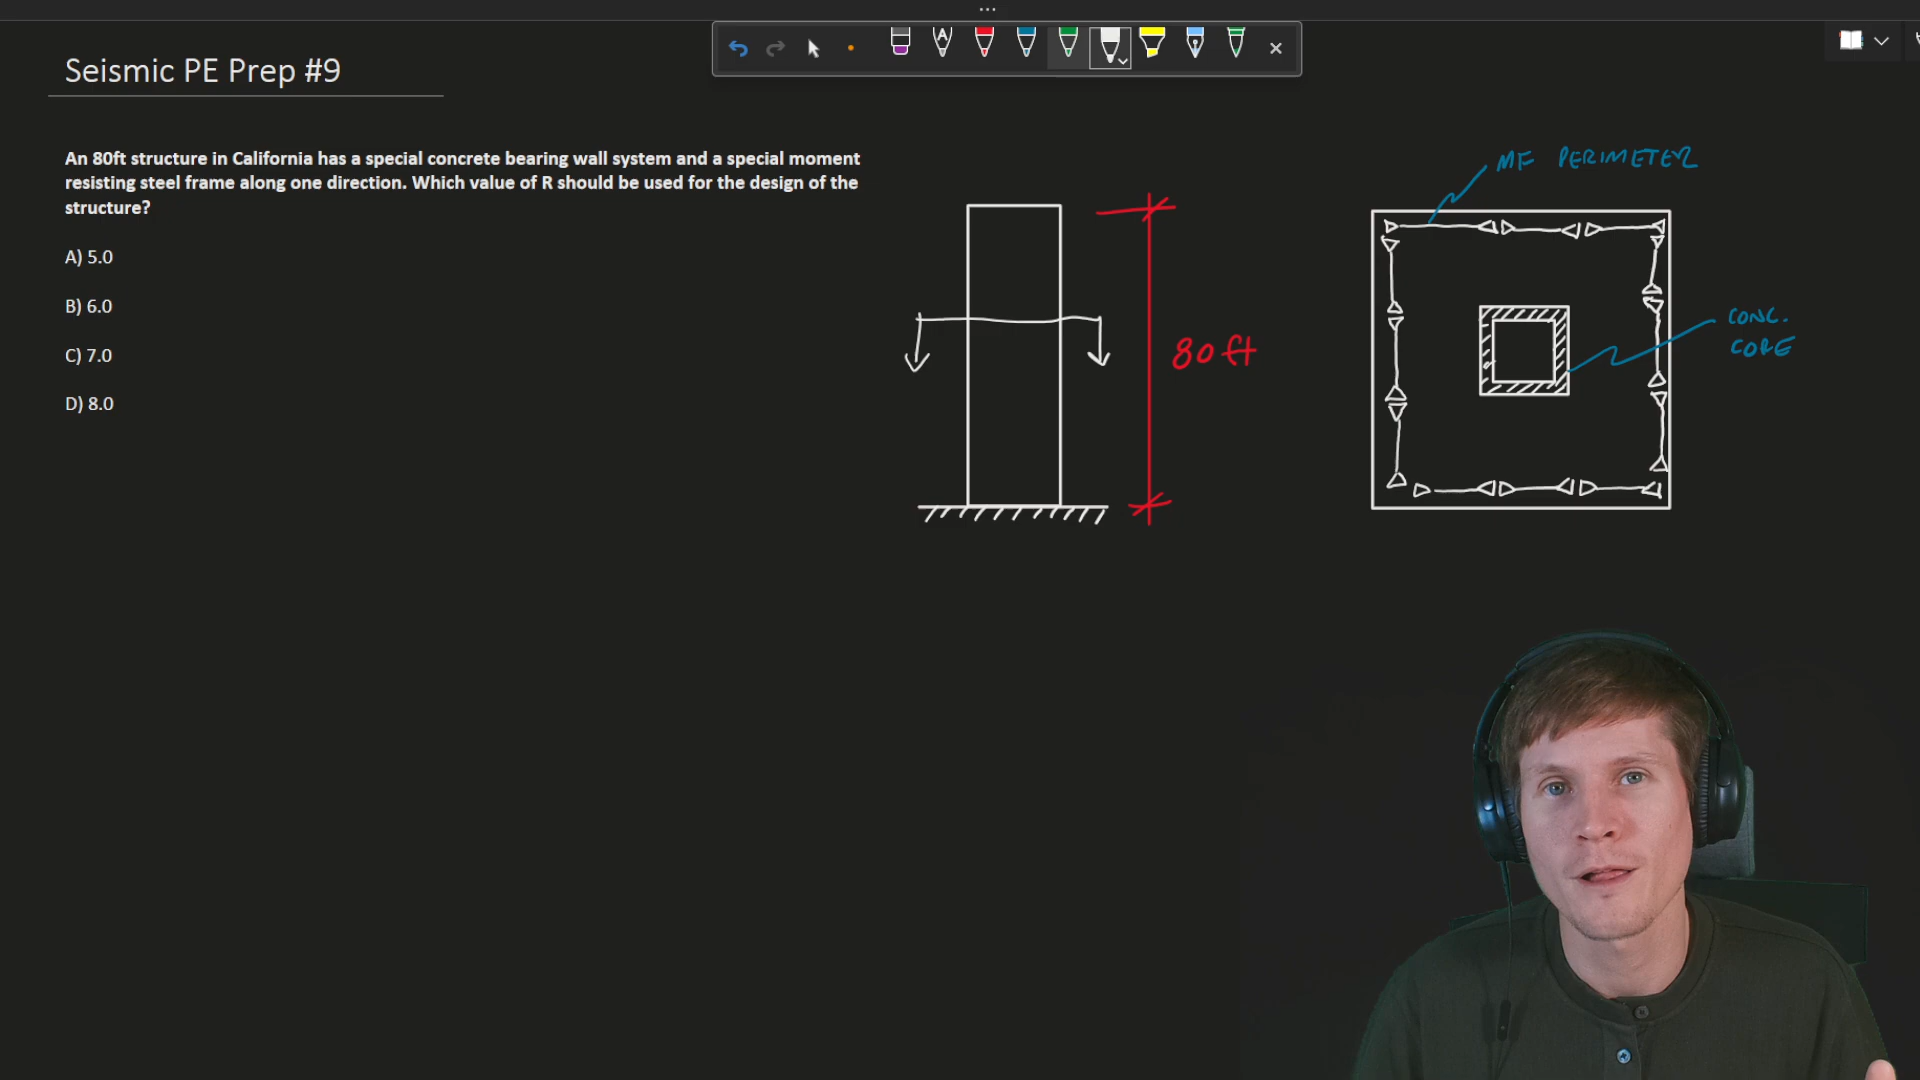 Seismic PE Prep #9
An 80ft structure in California has a special concrete bearing wall system and a special moment
resisting steel frame along one direction. Which value of R should be used for the design of the
structure?
A) 5.0
B) 6.0
C) 7.0
D) 8.0
80 ft
MF PERIMETER
CONC.
CORE